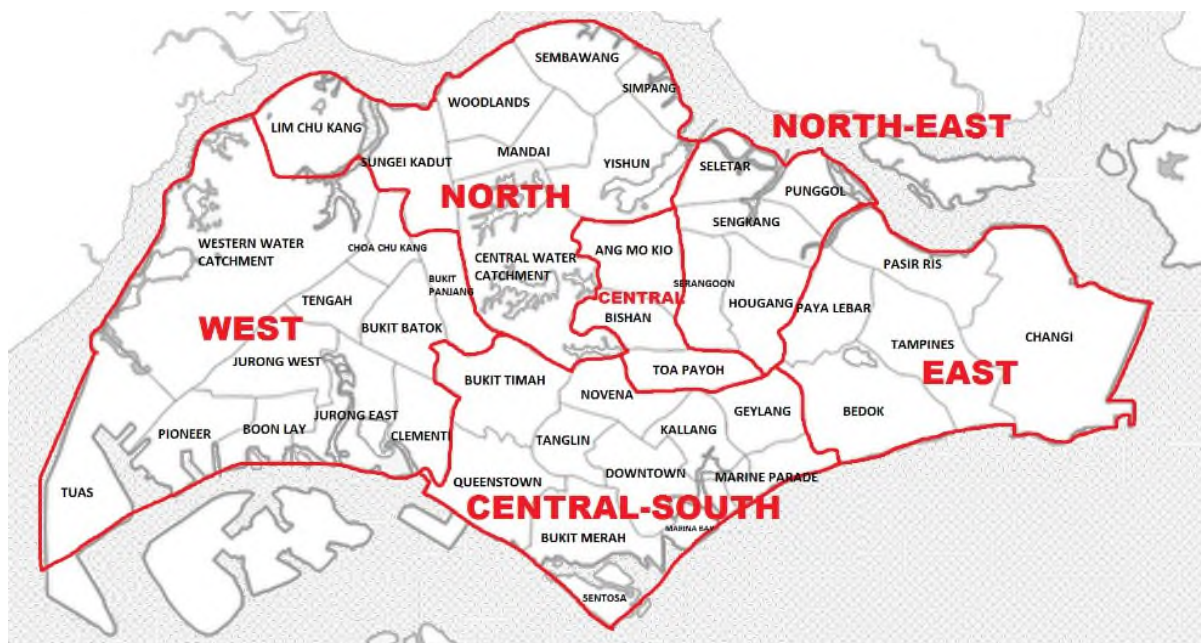 SEMBAWANG
SIMPANG
WOODLANDS
LIM CHU KANG
NORTH-EAST
MANDAI
SUNGEI KADUT
YISHUN
SELETAR
PUNGGOL
NORTH
SENGKANG
WESTERN WATER
CATCHMENT
CHOA CHU KANG
ANG MO KIO
CENTRAL WATER
CATCHMENT
PASIR RIS
BUKIT
PANJANG
SERANGOON
TENGAH
CENTRAL
HOUGANG
PAYA LEBAR
BISHAN
WEST
BUKIT BATOK
CHANGI
TAMPINES
JURONG WEST
TOA PAYOH
EAST
BUKIT TIMAH
NOVENA
GEYLANG
BEDOK
JURONG EAST
PIONEER
BOON LAY
CLEMENTI
TANGLIN
KALLANG
DOWNTOWN
MARINE PARADE
QUEENSTOWN
TUAS
CENTRAL-SOUTH
MARINA BAY
BUKIT MERAH
SENTOSA